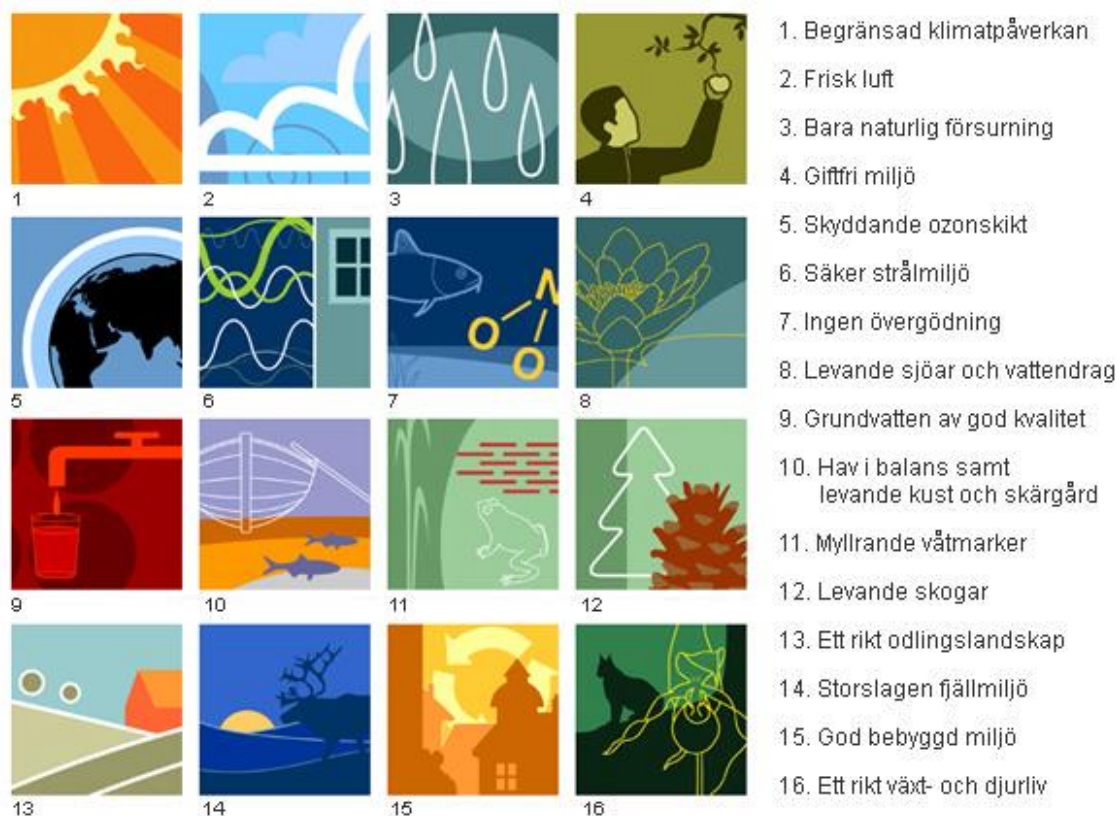 1
2
3
4
5
6
7
N
O
O
8
9
10
11
12
13
14
15
16
1. Begränsad klimatpåverkan
2. Frisk luft
3. Bara naturlig försurning
4. Giftfri miljö
5. Skyddande ozonskikt
6. Säker strålmiljö
7. Ingen övergödning
8. Levande sjöar och vattendrag
9. Grundvatten av god kvalitet
10. Hav i balans samt
levande kust och skärgård
11. Myllrande våtmarker
12. Levande skogar
13. Ett rikt odlingslandskap
14. Storslagen fjällmiljö
15. God bebyggd miljö
16. Ett rikt växt- och djurliv